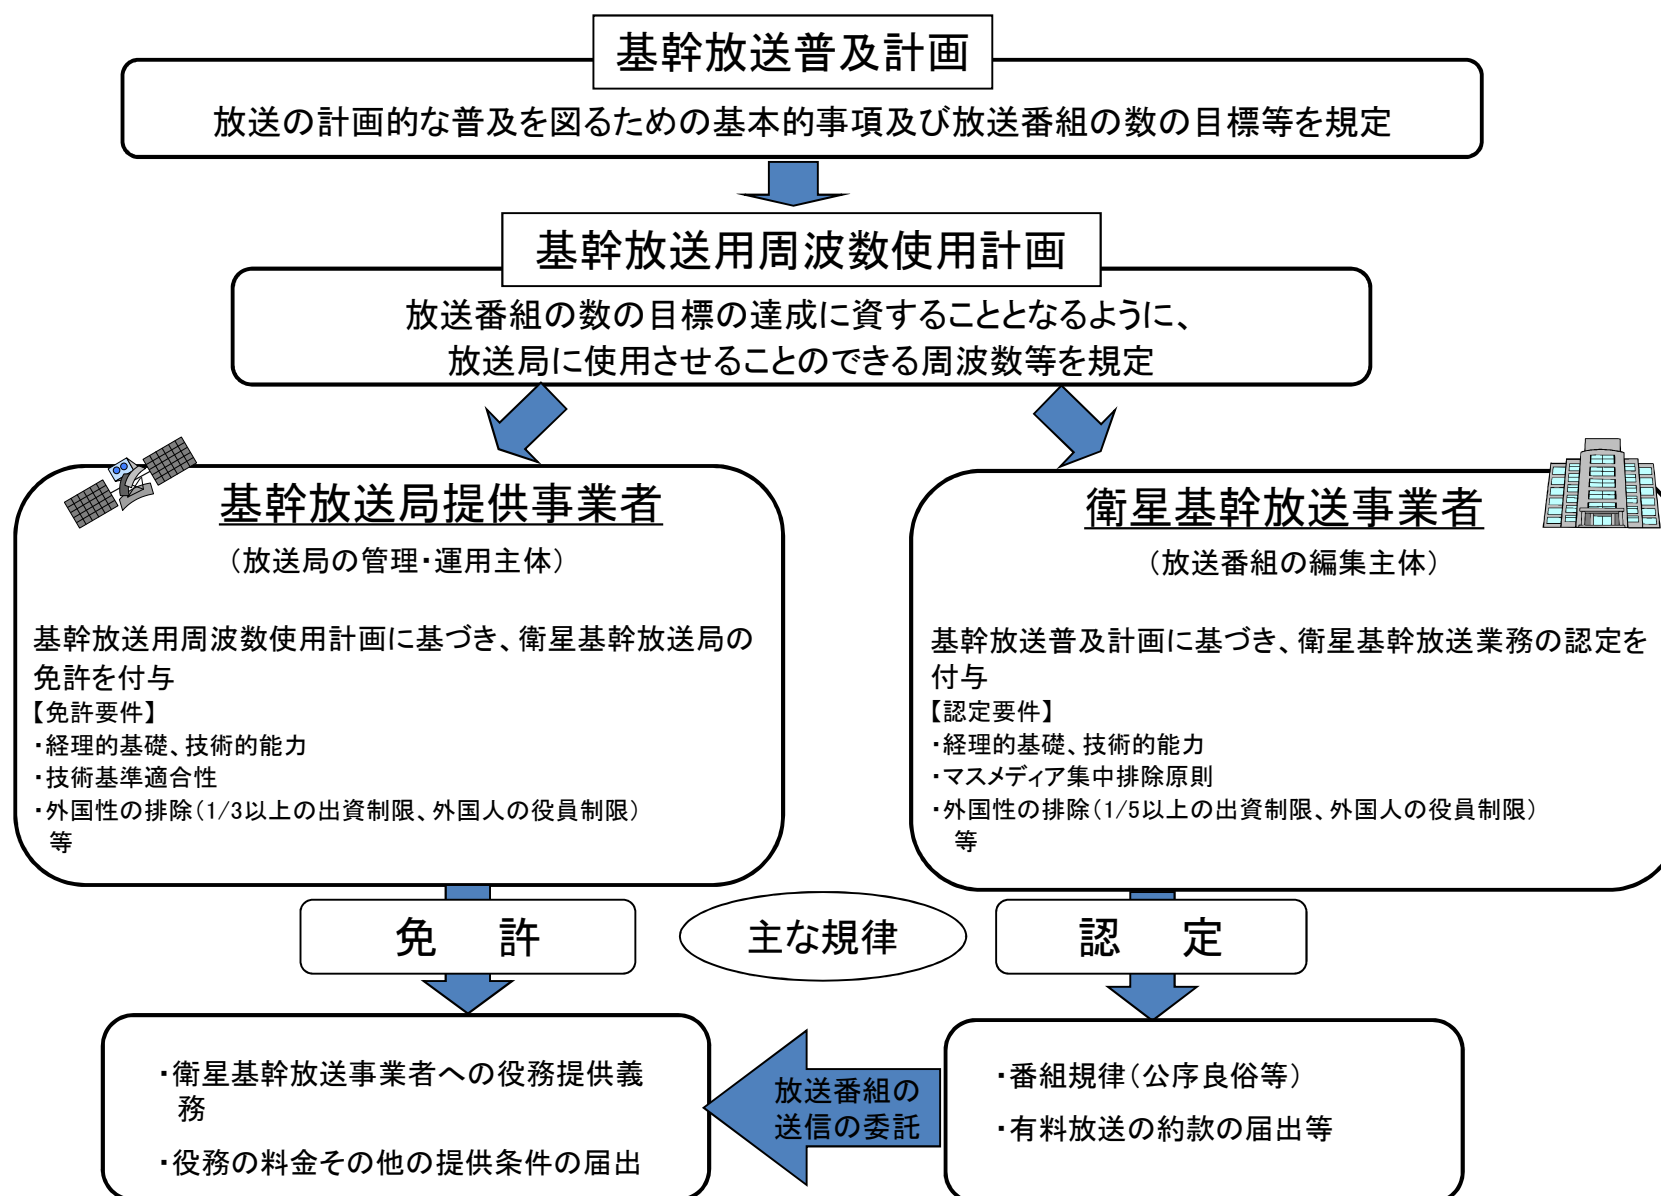 基幹放送普及計画
放送の計画的な普及を図るための基本的事項及び放送番組の数の目標等を規定
基幹放送用周波数使用計画
放送番組の数の目標の達成に資することとなるように、
放送局に使用させることのできる周波数等を規定
基幹放送局提供事業者
（放送局の管理・運用主体）
基幹放送用周波数使用計画に基づき、衛星基幹放送局の
免許を付与
【免許要件】
・経理的基礎、技術的能力
・技術基準適合性
・外国性の排除（1/3以上の出資制限、外国人の役員制限）
等
衛星基幹放送事業者
（放送番組の編集主体）
基幹放送普及計画に基づき、衛星基幹放送業務の認定を
付与
【認定要件】
・経理的基礎、技術的能力
・マスメディア集中排除原則
・外国性の排除（1/5以上の出資制限、外国人の役員制限）
等
免　許
主な規律
認　定
・衛星基幹放送事業者への役務提供義
務
・役務の料金その他の提供条件の届出
放送番組の
送信の委託
・番組規律（公序良俗等）
・有料放送の約款の届出等